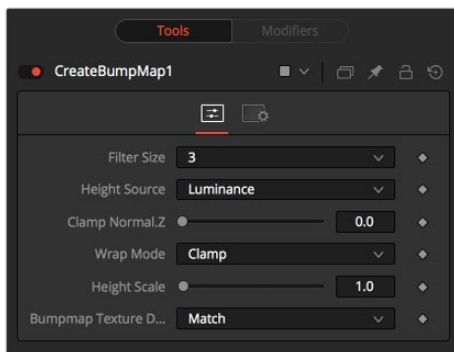 Tools Modifiers
CreateBumpMap1
Filter Size 3
Height Source Luminance
Clamp Normal.Z 0.0
Wrap Mode Clamp
Height Scale 1.0
Bumpmap Texture D... Match